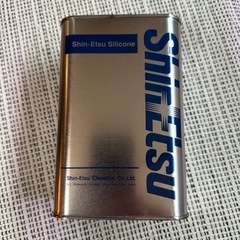 Shin-Etsu Silicone
ShinEtsu
Shin-Etsu Chemical Co.,Ltd.